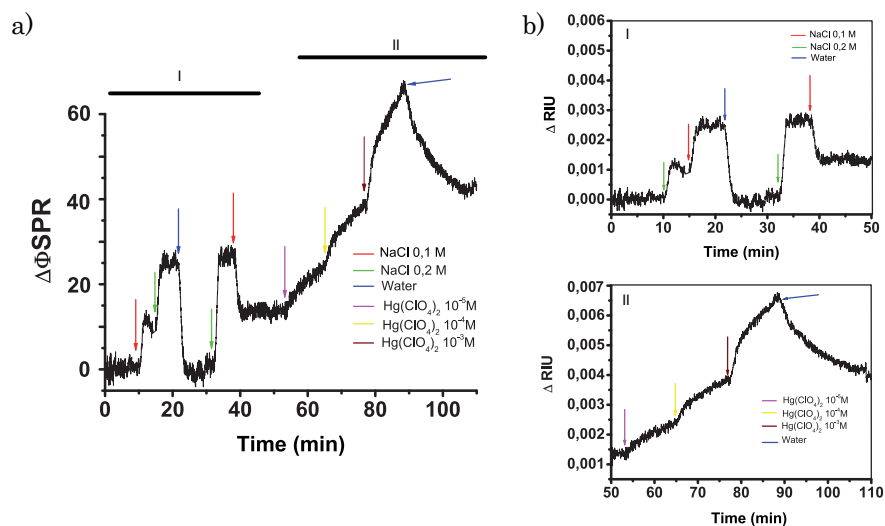 a)
I
II
ΔΦSPR
60
40
20
0
NaCl 0,1 M
NaCl 0,2 M
Water
Hg(ClO₄)₂ 10⁻⁵M
Hg(ClO₄)₂ 10⁻⁴M
Hg(ClO₄)₂ 10⁻³M
0 20 40 60 80 100
Time (min)
b)
I
Δ RIU
0,006
0,005
0,004
0,003
0,002
0,001
0,000
NaCl 0,1 M
NaCl 0,2 M
Water
0 10 20 30 40 50
Time (min)
II
Δ RIU
0,007
0,006
0,005
0,004
0,003
0,002
0,001
Hg(ClO₄)₂ 10⁻⁵M
Hg(ClO₄)₂ 10⁻⁴M
Hg(ClO₄)₂ 10⁻³M
Water
50 60 70 80 90 100 110
Time (min)